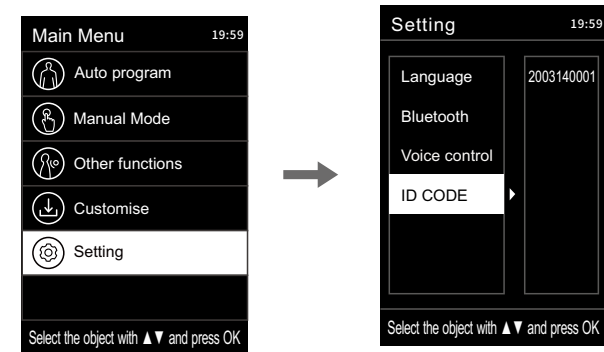 Main Menu 19:59
Auto program
Manual Mode
Other functions
Customise
Setting
Select the object with ▲▼ and press OK
Setting 19:59
Language 2003140001
Bluetooth
Voice control
ID CODE
Select the object with ▲▼ and press OK